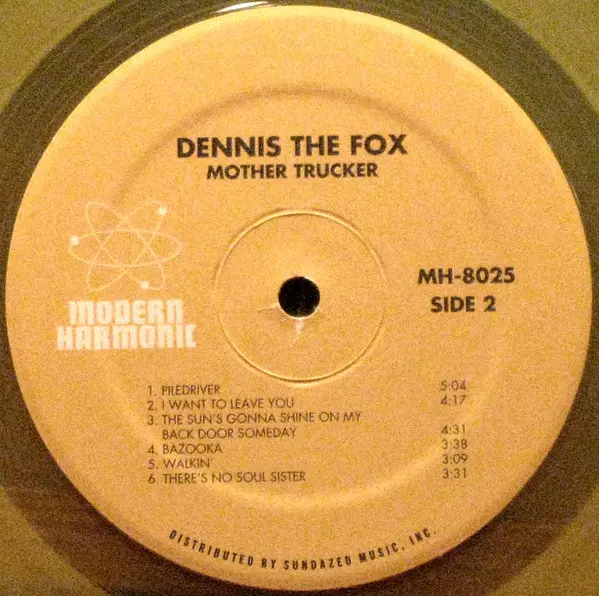 DENNIS THE FOX
MOTHER TRUCKER
MODERN
HARMONIC
MH-8025
SIDE 2
1. PILEDRIVER 5:04
2. I WANT TO LEAVE YOU 4:17
3. THE SUN'S GONNA SHINE ON MY
BACK DOOR SOMEDAY 4:31
4. BAZOOKA 3:38
5. WALKIN' 3:09
6. THERE'S NO SOUL SISTER 3:31
DISTRIBUTED BY SUNDAZED MUSIC, INC.